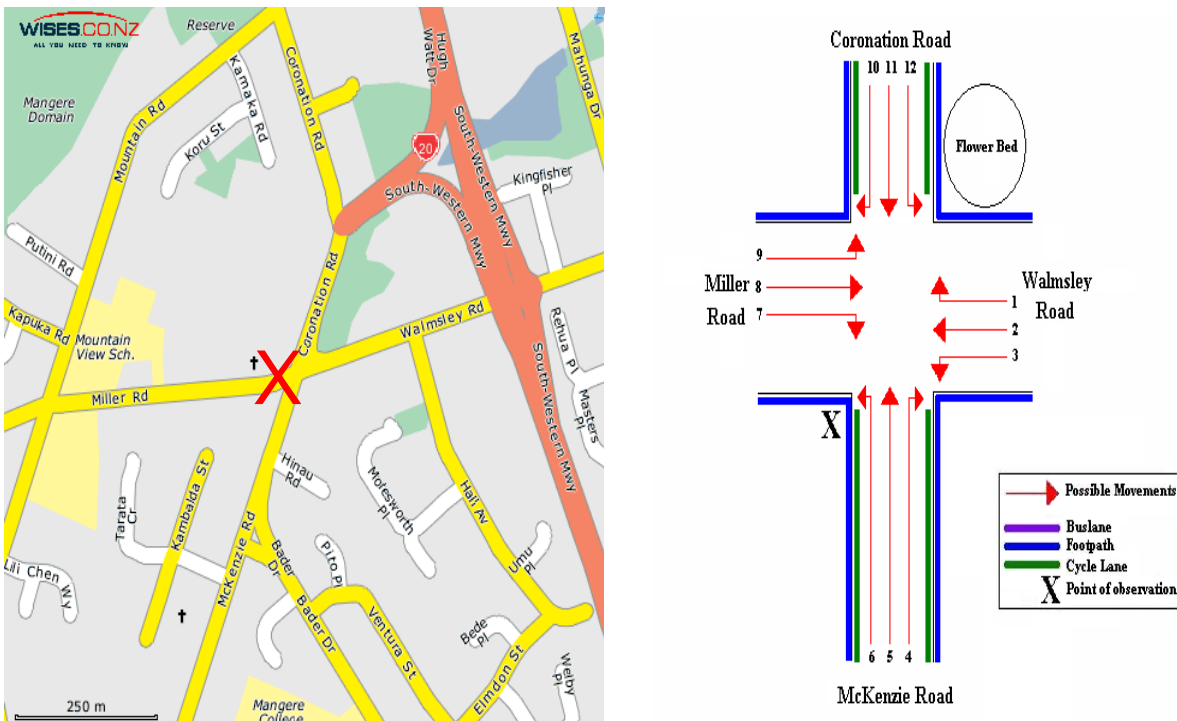 WISES.CO.NZ
ALL YOU NEED TO KNOW
Reserve
Hugh
Watt Dr
Mahunga Dr
Mangere
Domain
Mountain Rd
Kamaka Rd
Koru St
Coronation Rd
20
South-Western Mwy
South-Western Mwy
Kingfisher
Pl
Putini Rd
Kapuka Rd
Mountain
View Sch.
Coronation Rd
Walmsley Rd
Rehua Pl
Masters
Pl
South-Western Mwy
Miller Rd
Hinau
Rd
Molesworth
Pl
Hall Av
Tarata
Cr
Kambalda St
McKenzie Rd
Bader
Dr
Pito Pl
Umu
Pl
Lili Chen Wy
Bader Dr
Ventura St
Bede
Pl
Elmdon St
Welby
Pl
250 m
Mangere
College
Coronation Road
10 11 12
Flower Bed
9
Miller 8
Road 7
Walmsley
Road
1
2
3
X
6 5 4
McKenzie Road
Possible Movements
Buslane
Footpath
Cycle Lane
X Point of observation